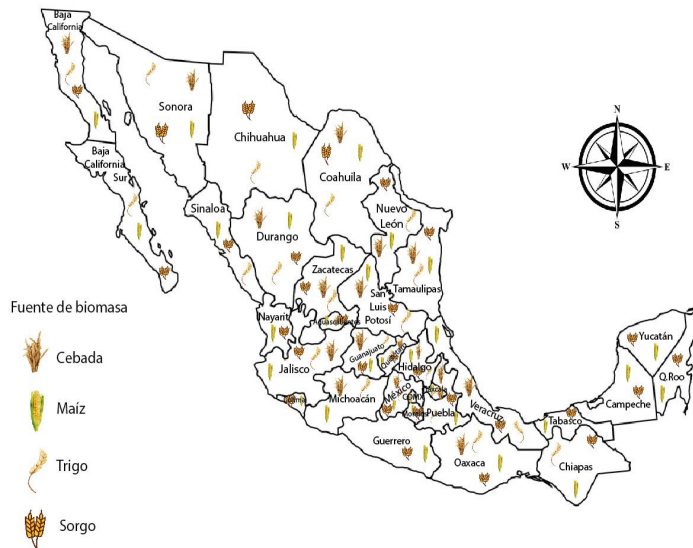 Baja
California
Sonora
Chihuahua
Coahuila
Baja
California
Sur
Sinaloa
Durango
Nuevo
León
Zacatecas
San
Luis
Potosí
Tamaulipas
Nayarit
Aguascalientes
Jalisco
Guanajuato
Querétaro
Hidalgo
Michoacán
México
CDMX
Tlaxcala
Morelos
Puebla
Veracruz
Colima
Guerrero
Oaxaca
Tabasco
Chiapas
Campeche
Yucatán
Q.Roo
N
W
E
S
Fuente de biomasa
Cebada
Maíz
Trigo
Sorgo